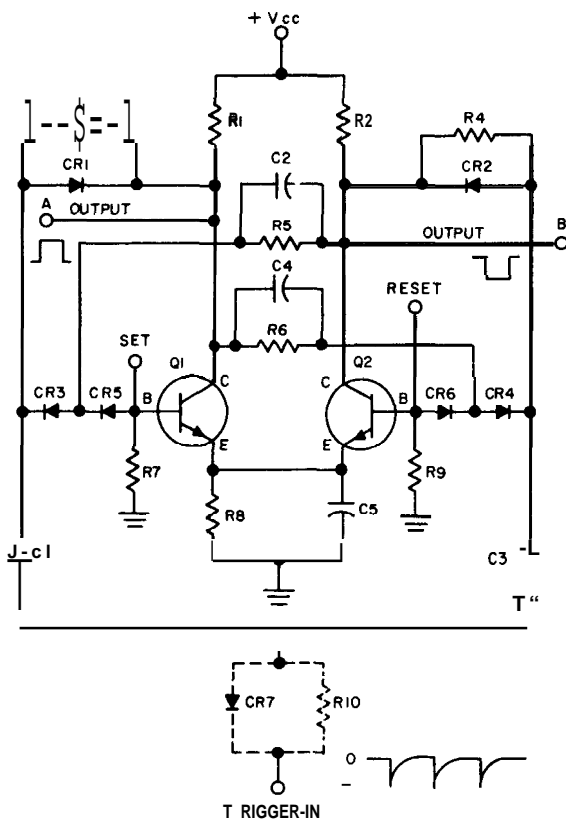 + Vcc
R1
R2
R4
CR1
C2
CR2
A
OUTPUT
R5
OUTPUT
B
C4
RESET
SET
R6
Q1
Q2
C
C
CR3
CR5
B
B
CR6
CR4
E
E
R7
R8
C5
R9
J-cl
C3
T“
CR7
R10
0
-
T RIGGER-IN